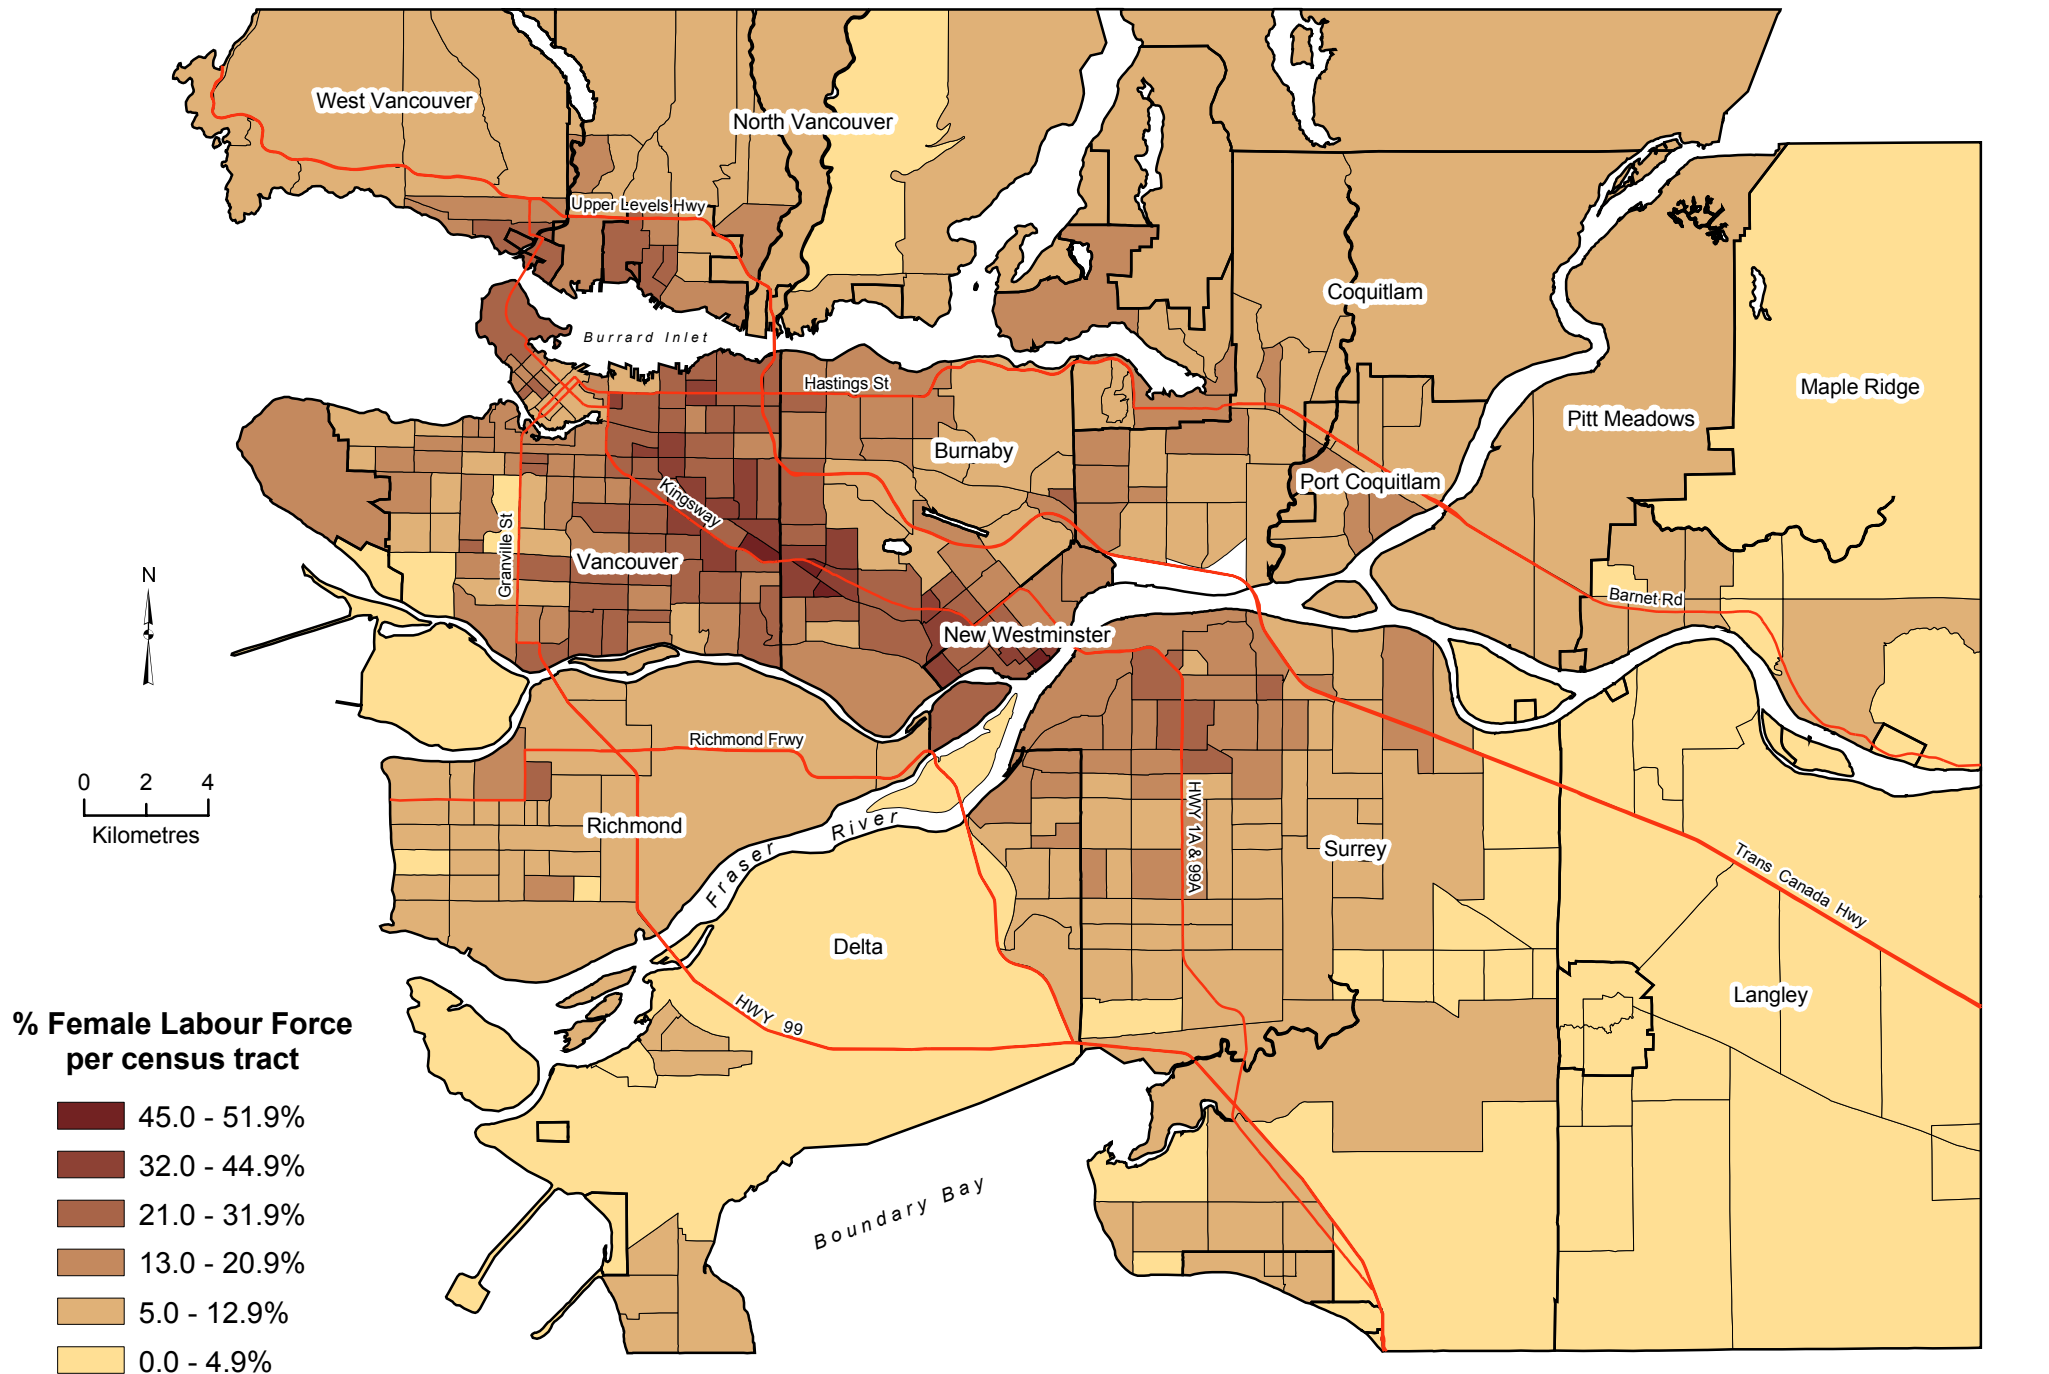 West Vancouver
North Vancouver
Upper Levels Hwy
Coquitlam
Burrard Inlet
Hastings St
Maple Ridge
Pitt Meadows
Burnaby
Port Coquitlam
Kingsway
Granville St
Vancouver
N
Barnet Rd
New Westminster
Richmond Frwy
0 2 4
Kilometres
Richmond
Fraser River
HWY 1A & 99A
Surrey
Trans Canada Hwy
Delta
Langley
HWY 99
Boundary Bay
% Female Labour Force
per census tract
45.0 - 51.9%
32.0 - 44.9%
21.0 - 31.9%
13.0 - 20.9%
5.0 - 12.9%
0.0 - 4.9%